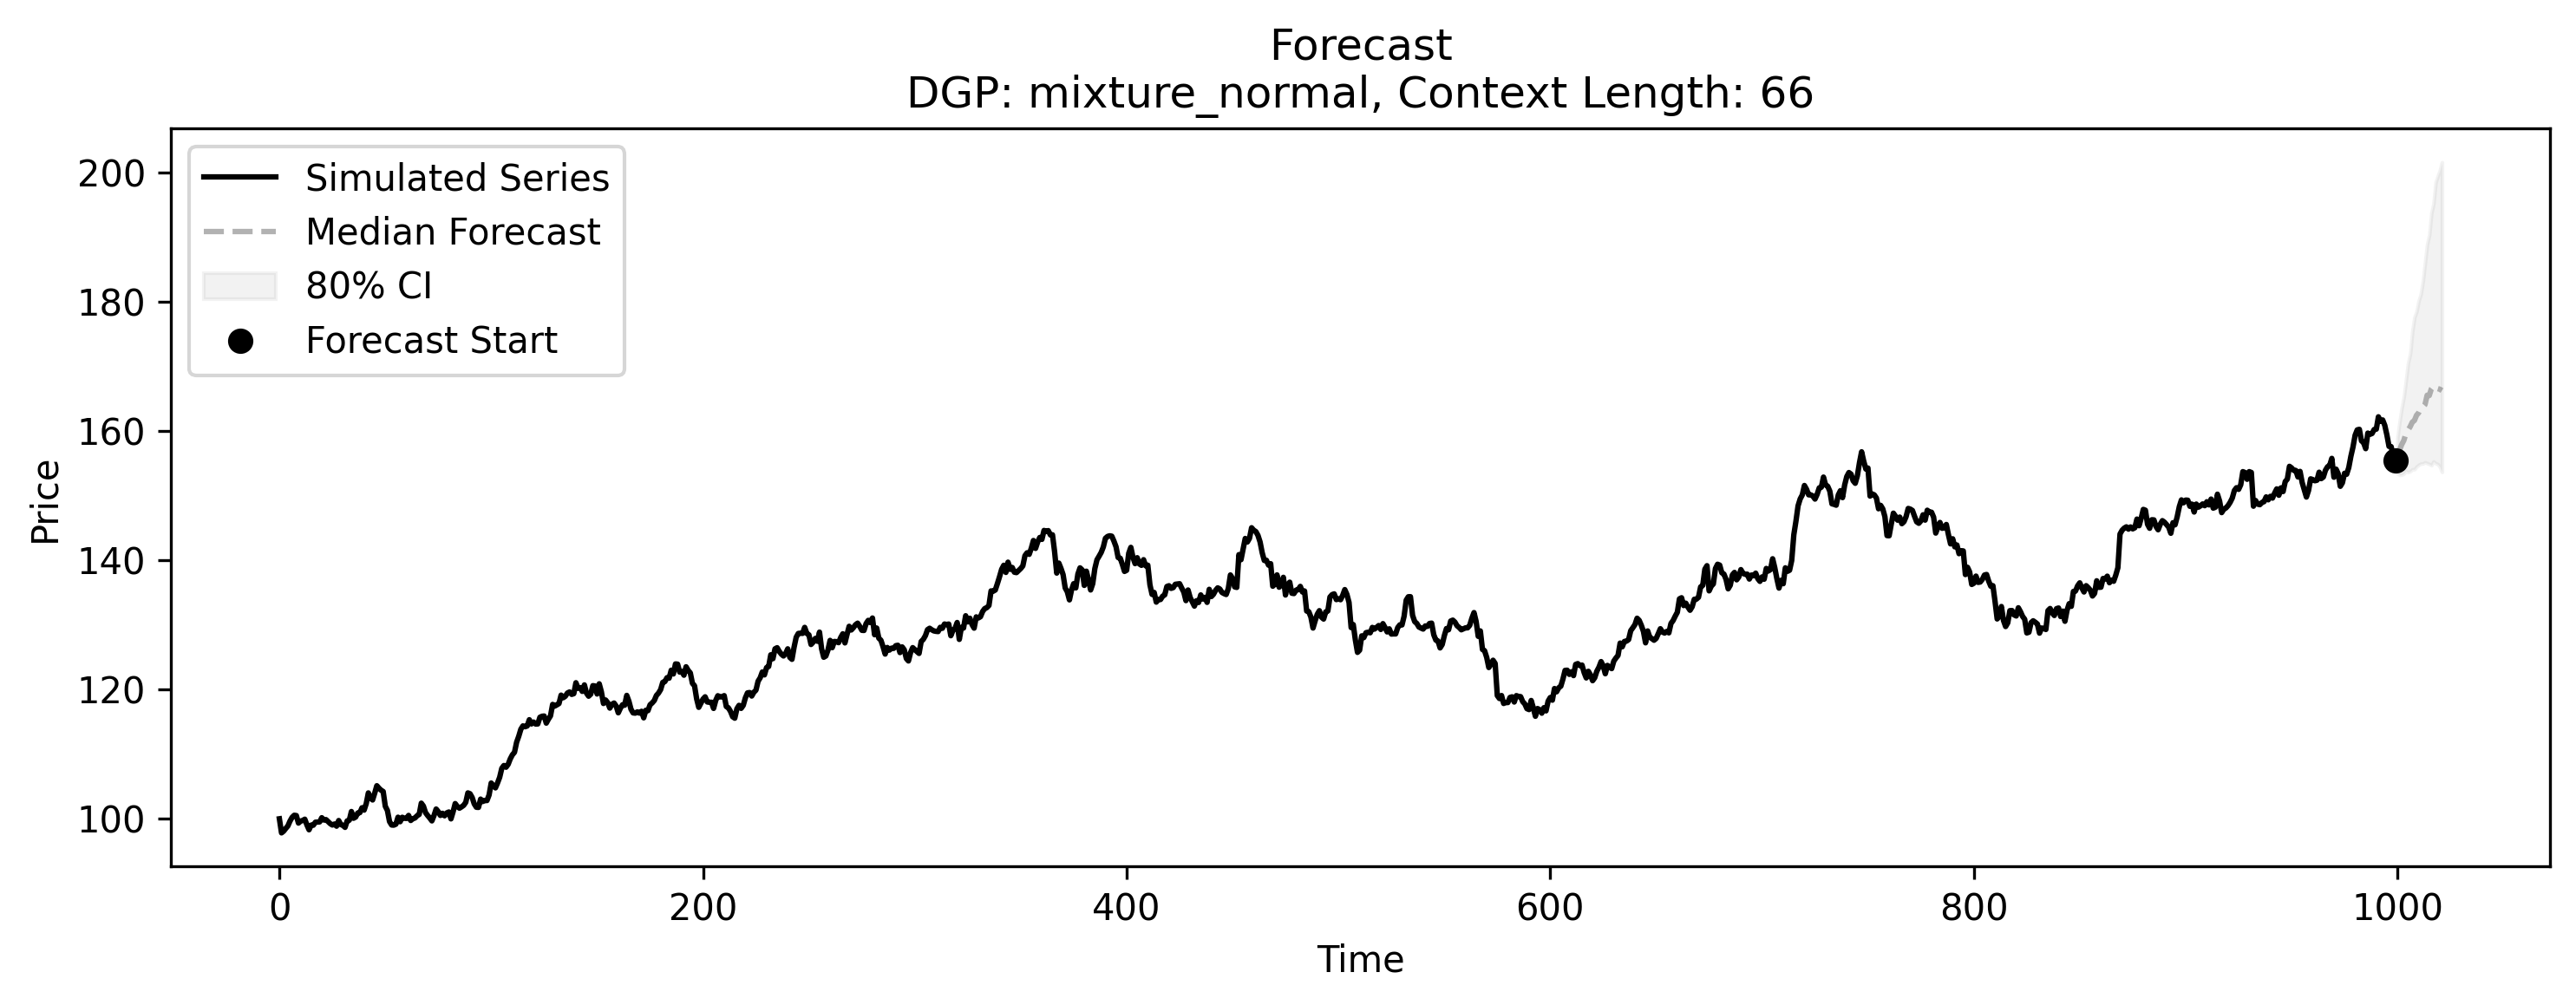 Forecast
DGP: mixture_normal, Context Length: 66
200
180
160
140
120
100
Price
Simulated Series
Median Forecast
80% CI
Forecast Start
0
200
400
600
800
1000
Time